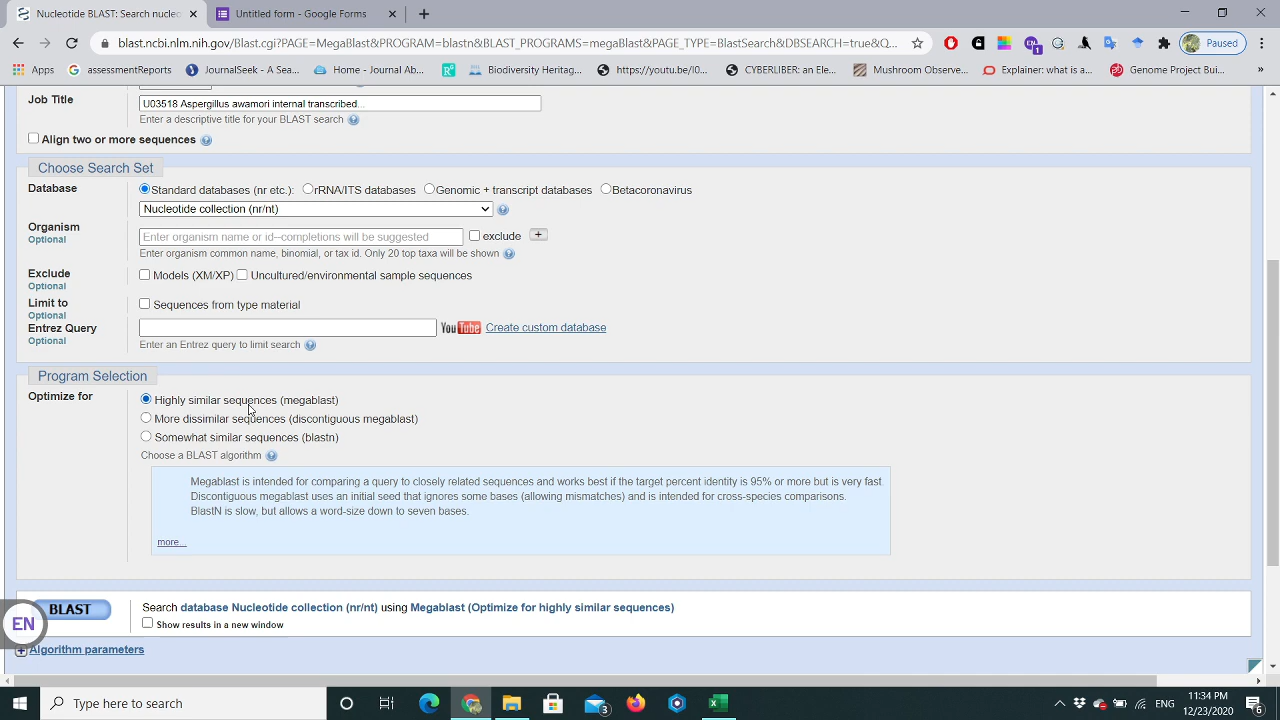 Nucleotide BLAST: Search nucleo
Untitled form - Google Forms
blast.ncbi.nlm.nih.gov/Blast.cgi?PAGE=MegaBlast&PROGRAM=blastn&BLAST_PROGRAMS=megaBlast&PAGE_TYPE=BlastSearch&DBSEARCH=true&Q...
Paused
Apps
assessmentReports
JournalSeek - A Sea...
Home - Journal Ab...
Biodiversity Heritag...
https://youtu.be/I0...
CYBERLIBER: an Ele...
Mushroom Observe...
Explainer: what is a...
Genome Project Bui...
»
Job Title
U03518 Aspergillus awamori internal transcribed...
Enter a descriptive title for your BLAST search
Align two or more sequences
Choose Search Set
Database
Standard databases (nr etc.): rRNA/ITS databases Genomic + transcript databases Betacoronavirus
Nucleotide collection (nr/nt)
Organism
Optional
Enter organism name or id--completions will be suggested exclude +
Enter organism common name, binomial, or tax id. Only 20 top taxa will be shown
Exclude
Optional
Models (XM/XP) Uncultured/environmental sample sequences
Limit to
Optional
Sequences from type material
Entrez Query
Optional
You Tube Create custom database
Enter an Entrez query to limit search
Program Selection
Optimize for
Highly similar sequences (megablast)
More dissimilar sequences (discontiguous megablast)
Somewhat similar sequences (blastn)
Choose a BLAST algorithm
Megablast is intended for comparing a query to closely related sequences and works best if the target percent identity is 95% or more but is very fast.
Discontiguous megablast uses an initial seed that ignores some bases (allowing mismatches) and is intended for cross-species comparisons.
BlastN is slow, but allows a word-size down to seven bases.
more...
BLAST
Search database Nucleotide collection (nr/nt) using Megablast (Optimize for highly similar sequences)
Show results in a new window
EN
Algorithm parameters
Type here to search
3
ENG
11:34 PM
12/23/2020
6